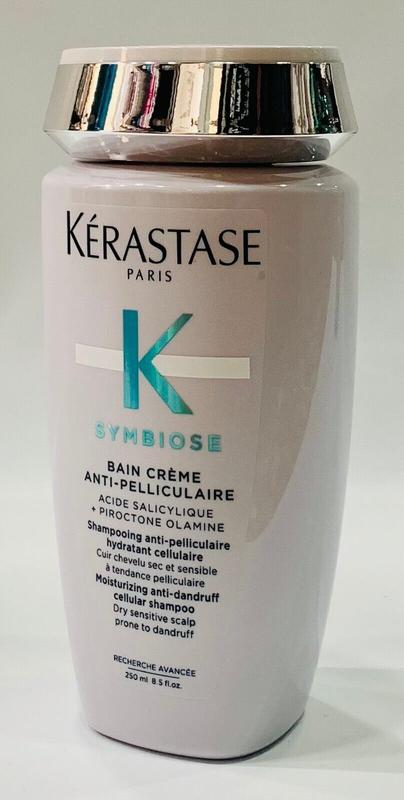 KÉRASTASE
PARIS
K
SYMBIOSE
BAIN CRÈME
ANTI-PELLICULAIRE
ACIDE SALICYLIQUE
+ PIROCTONE OLAMINE
Shampooing anti-pelliculaire
hydratant cellulaire
Cuir chevelu sec et sensible
à tendance pelliculaire
Moisturizing anti-dandruff
cellular shampoo
Dry sensitive scalp
prone to dandruff
RECHERCHE AVANCÉE
250 ml 8.5 fl.oz.